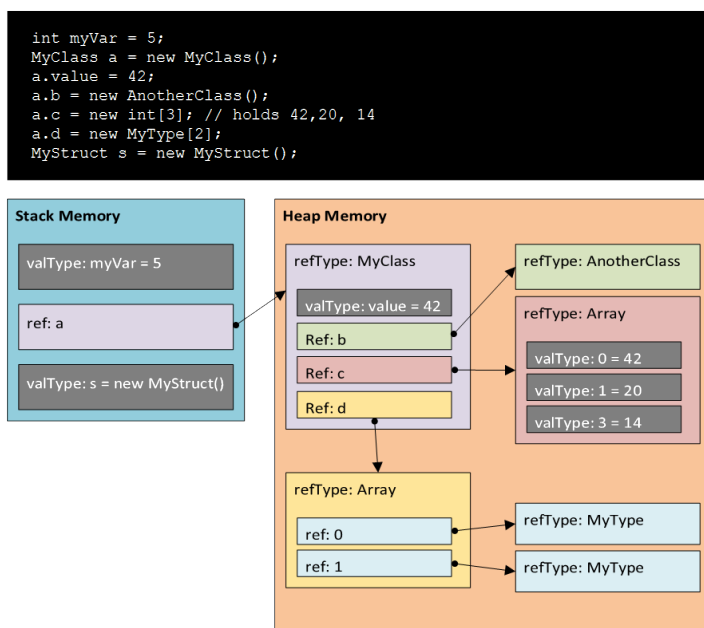 int myVar = 5;
MyClass a = new MyClass();
a.value = 42;
a.b = new AnotherClass();
a.c = new int[3]; // holds 42,20, 14
a.d = new MyType[2];
MyStruct s = new MyStruct();
Stack Memory
valType: myVar = 5
ref: a
valType: s = new MyStruct()
Heap Memory
refType: MyClass
valType: value = 42
Ref: b
Ref: c
Ref: d
refType: AnotherClass
refType: Array
valType: 0 = 42
valType: 1 = 20
valType: 3 = 14
refType: Array
ref: 0
ref: 1
refType: MyType
refType: MyType